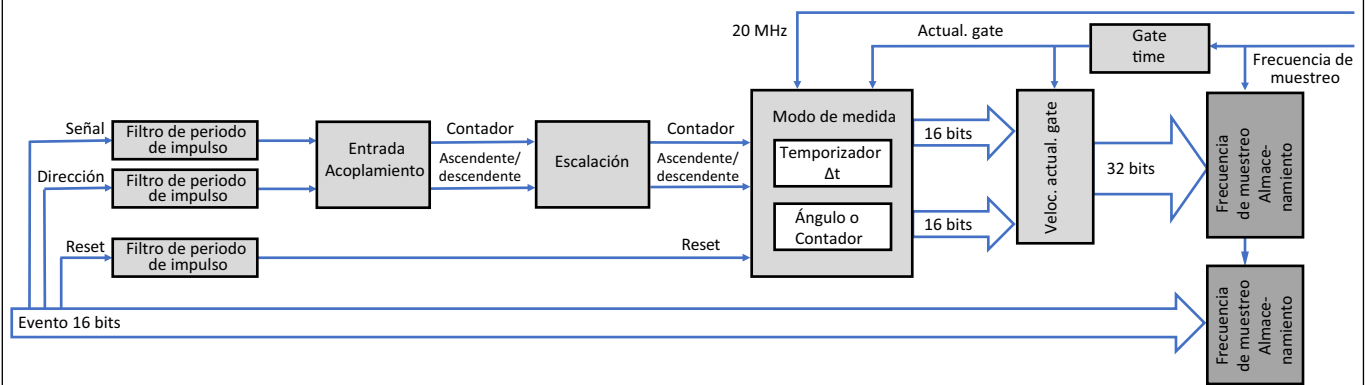 20 MHz
Actual. gate
Gate
time
Frecuencia de
muestreo
Señal
Filtro de periodo
de impulso
Dirección
Filtro de periodo
de impulso
Reset
Filtro de periodo
de impulso
Entrada
Acoplamiento
Contador
Ascendente/
descendente
Escalación
Contador
Ascendente/
descendente
Reset
Modo de medida
Temporizador
Δt
Ángulo o
Contador
16 bits
16 bits
Veloc. actual. gate
32 bits
Frecuencia
de muestreo
Almace-
namiento
Frecuencia
de muestreo
Almace-
namiento
Evento 16 bits